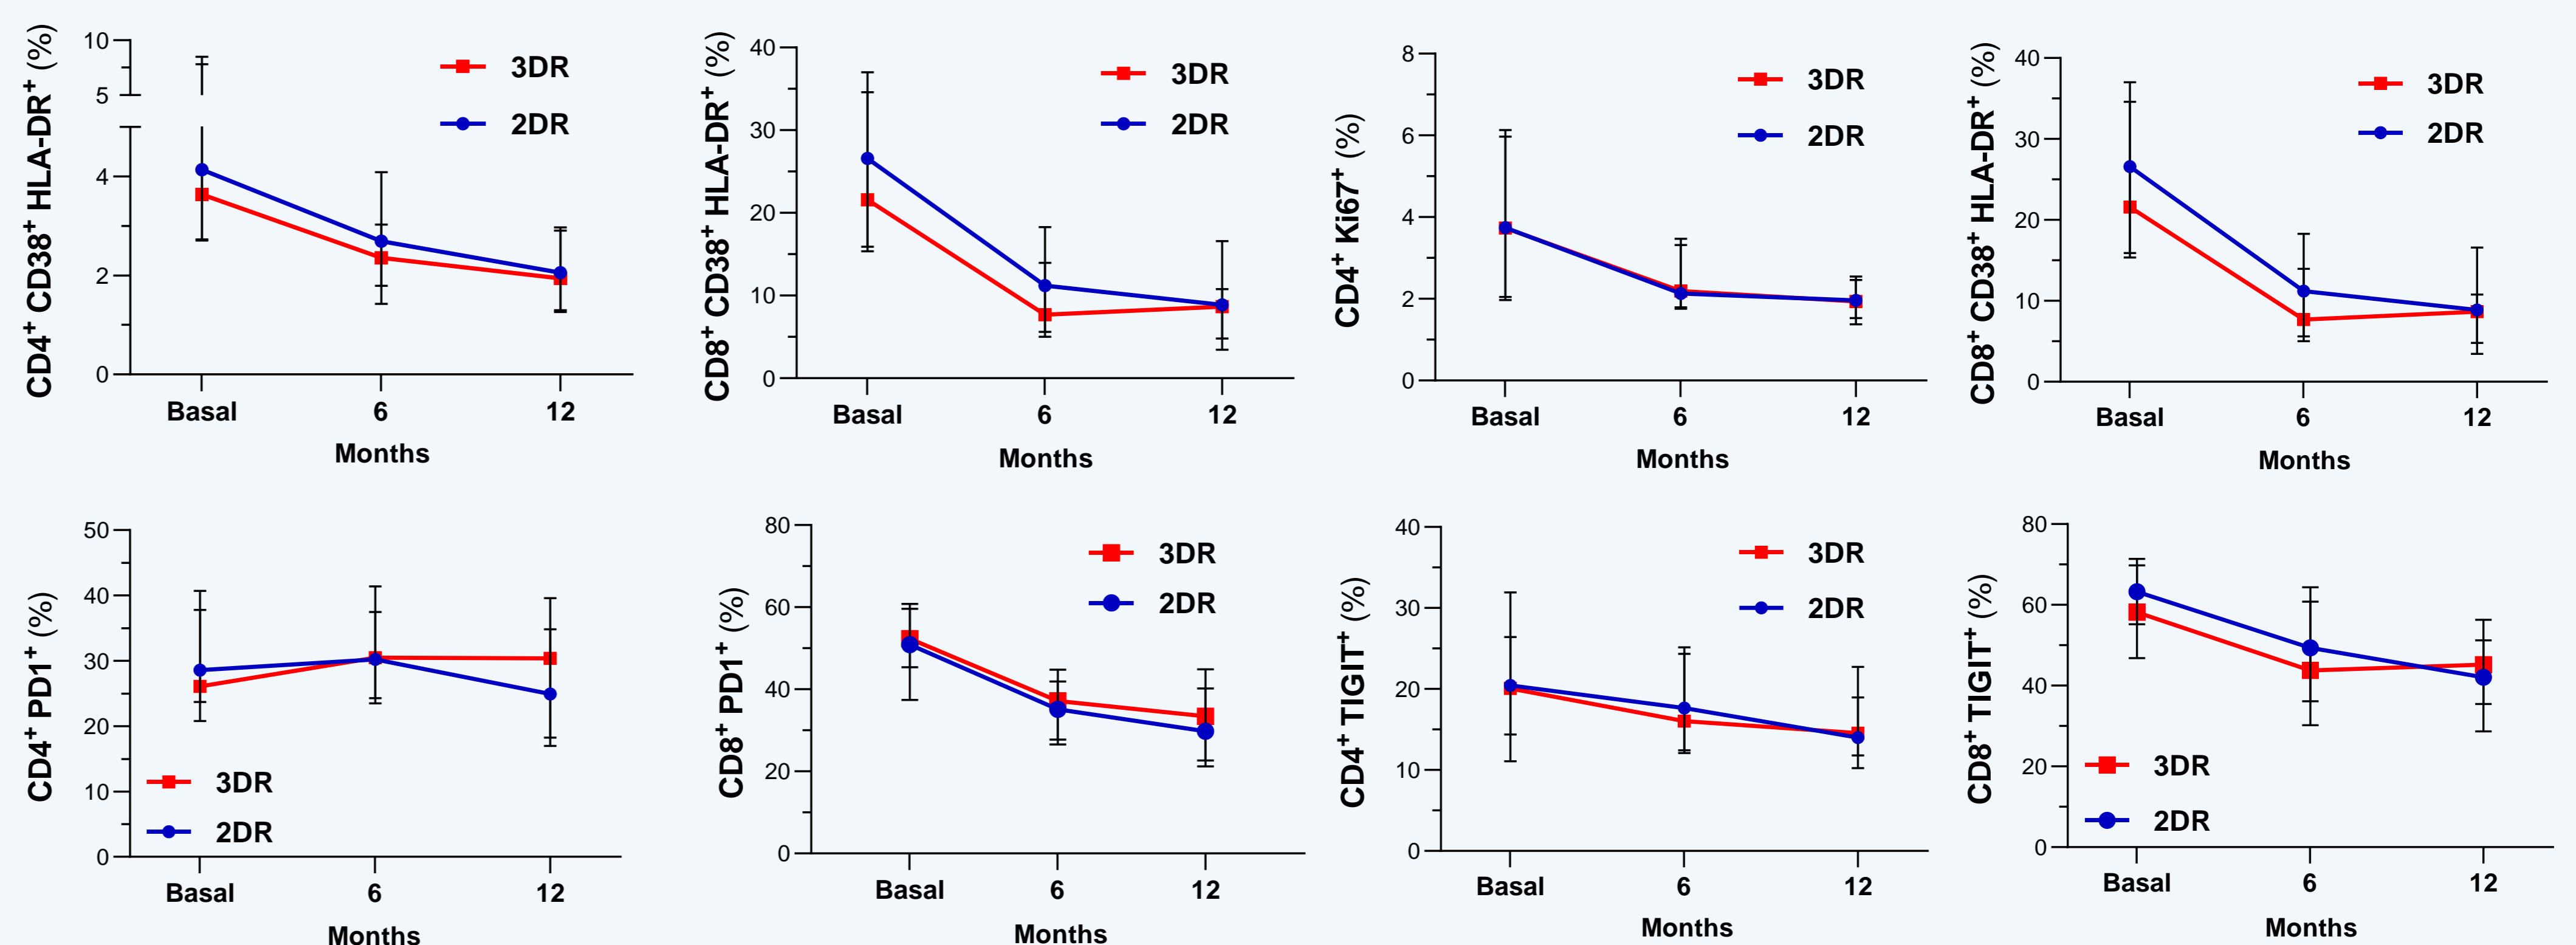 CD4+ CD38+ HLA-DR+ (%)
10
5
4
2
0
3DR
2DR
Basal
6
12
Months
CD8+ CD38+ HLA-DR+ (%)
40
30
20
10
0
3DR
2DR
Basal
6
12
Months
CD4+ Ki67+ (%)
8
6
4
2
0
3DR
2DR
Basal
6
12
Months
CD8+ CD38+ HLA-DR+ (%)
40
30
20
10
0
3DR
2DR
Basal
6
12
Months
CD4+ PD1+ (%)
50
40
30
20
10
0
3DR
2DR
Basal
6
12
Months
CD8+ PD1+ (%)
80
60
40
20
0
3DR
2DR
Basal
6
12
Months
CD4+ TIGIT+ (%)
40
30
20
10
0
3DR
2DR
Basal
6
12
Months
CD8+ TIGIT+ (%)
80
60
40
20
0
3DR
2DR
Basal
6
12
Months